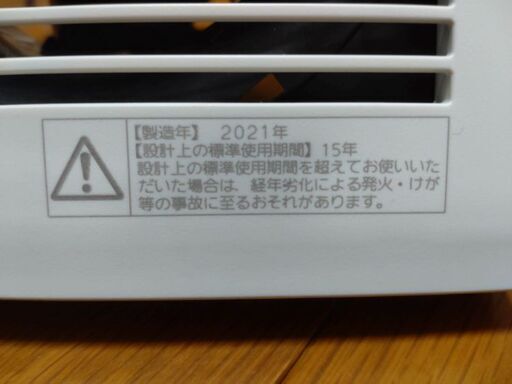 【製造年】 2021年
【設計上の標準使用期間】15年
設計上の標準使用期間を超えてお使いいた
だいた場合は、経年劣化による発火・けが
等の事故に至るおそれがあります。